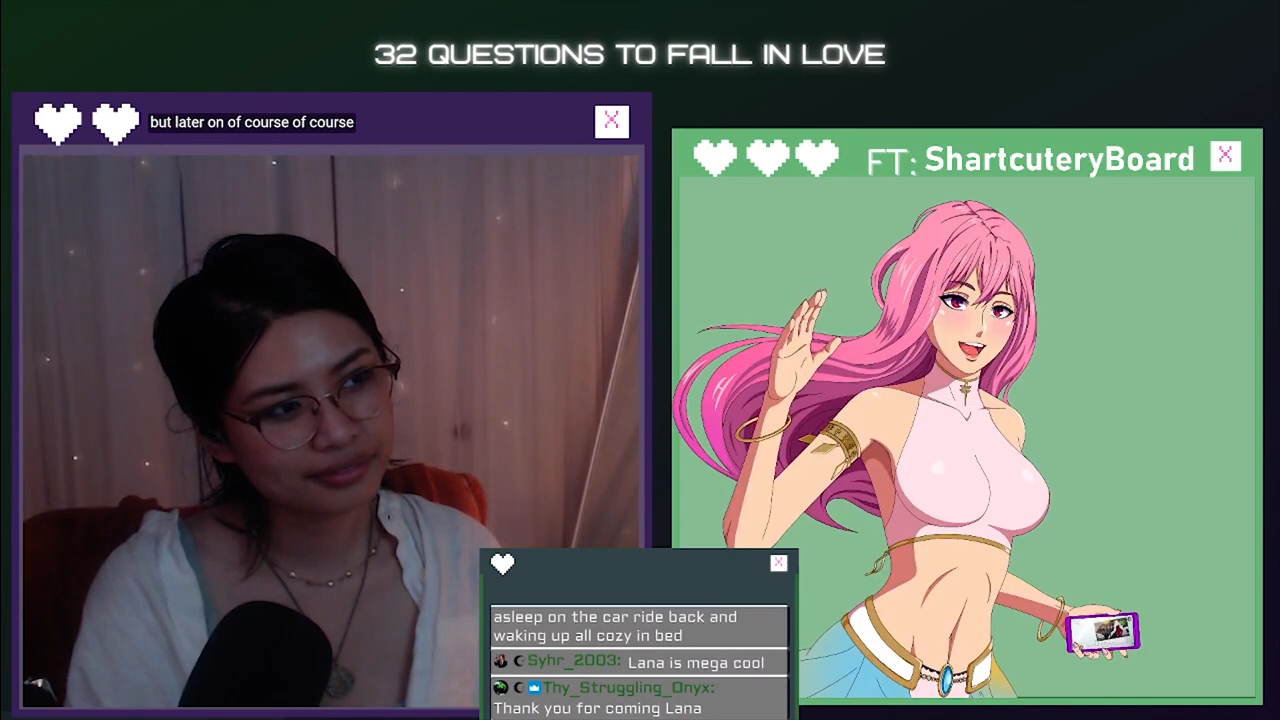 32 QUESTIONS TO FALL IN LOVE
but later on of course of course
FT: ShartcuteryBoard
asleep on the car ride back and
waking up all cozy in bed
Syhr_2003: Lana is mega cool
Thy_Struggling_Onyx:
Thank you for coming Lana